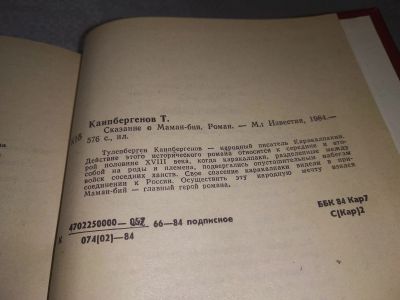 Каипбергенов Т.
К18
Сказание о Маман-бии. Роман. — М.: Известия, 1984.—
576 с., ил.
Тулепберген Каипбергенов — народный писатель Каракалпакии.
Действие этого исторического романа относится к середине и вто-
рой половине XVIII века, когда каракалпаки, разделенные между
собой на роды и племена, подвергались опустошительным набегам
войск соседних ханств. Свое спасение каракалпаки видели в при-
соединении к России. Осуществить эту народную мечту взялся
Маман-бий — главный герой романа.
К
4702250000—052
074[02]—84
66—84 подписное
ББК 84 Кар7
С[Кар]2